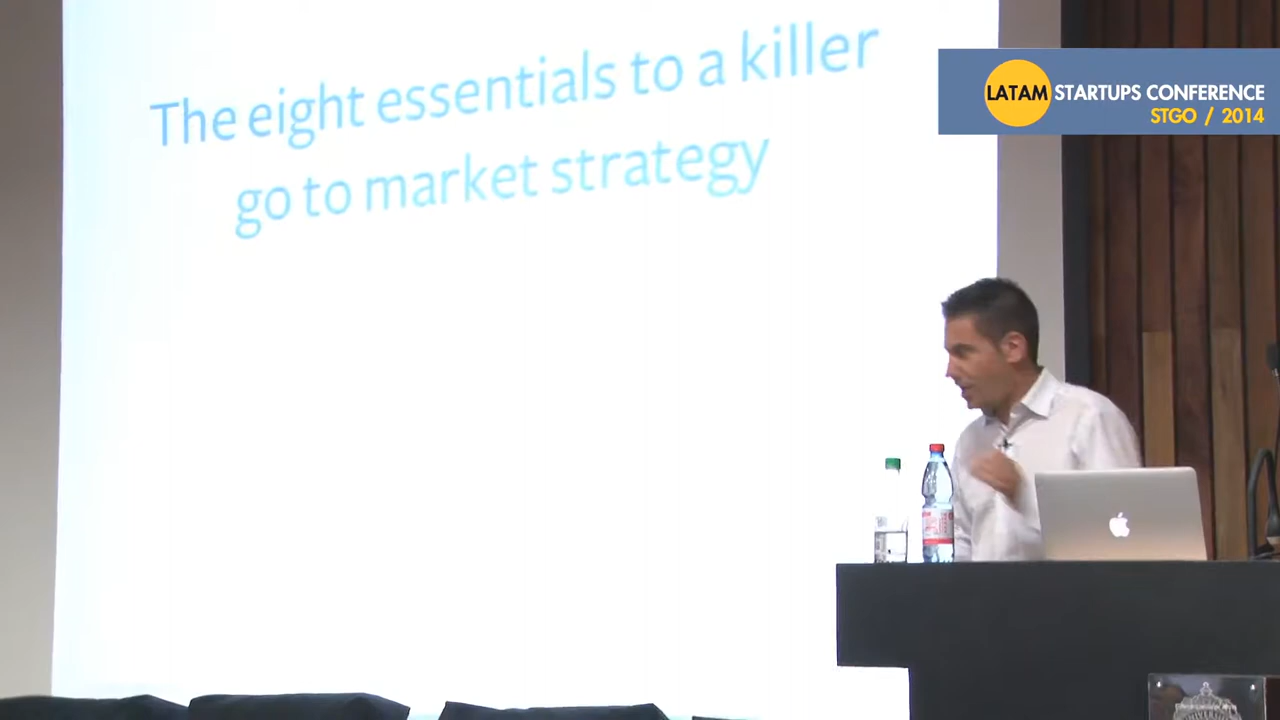 The eight essentials to a killer
go to market strategy
LATAM STARTUPS CONFERENCE
STGO / 2014